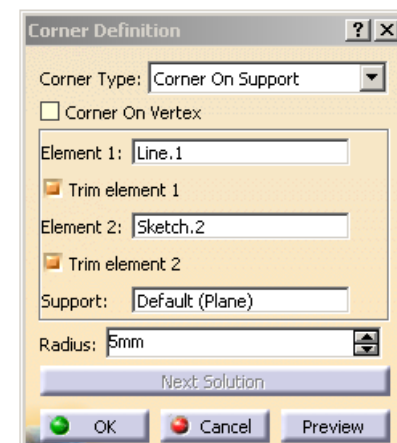 Corner Definition
Corner Type: Corner On Support
Corner On Vertex
Element 1: Line.1
Trim element 1
Element 2: Sketch.2
Trim element 2
Support: Default (Plane)
Radius: 5mm
Next Solution
OK Cancel Preview